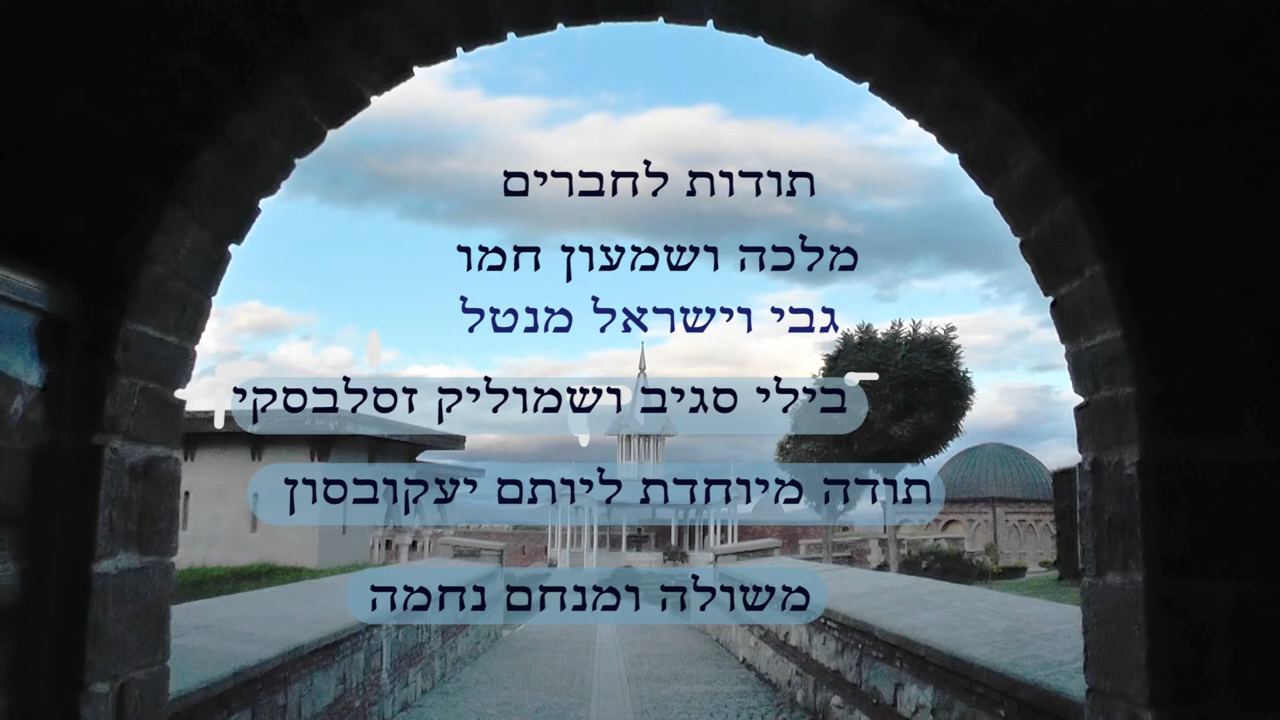 תודות לחברים
מלכה ושמעון חמו
גבי וישראל מנטל
בילי סגיב ושמוליק זסלבסקי
תודה מיוחדת ליותם יעקובסון
משולה ומנחם נחמה